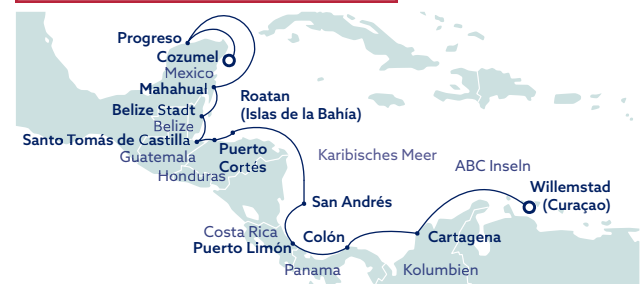 Progreso
Cozumel
Mexico
Mahahual
Roatan
(Islas de la Bahía)
Belize Stadt
Belize
Santo Tomás de Castilla
Guatemala
Puerto
Cortés
Honduras
Karibisches Meer
ABC Inseln
Willemstad
(Curaçao)
San Andrés
Costa Rica
Puerto Limón
Colón
Cartagena
Panama
Kolumbien